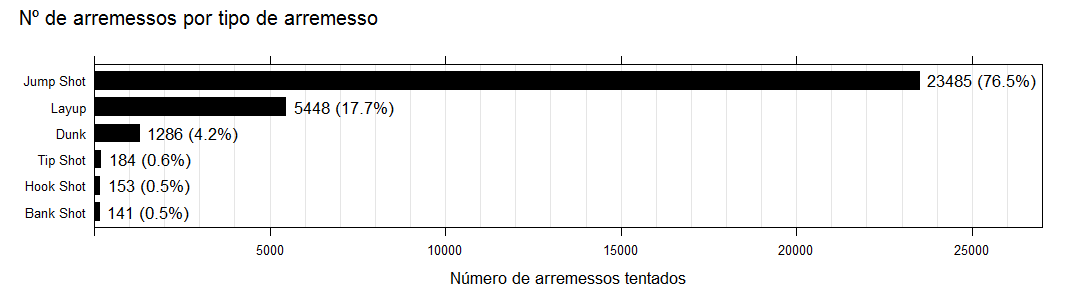 Nº de arremessos por tipo de arremesso
Jump Shot 23485 (76.5%)
Layup 5448 (17.7%)
Dunk 1286 (4.2%)
Tip Shot 184 (0.6%)
Hook Shot 153 (0.5%)
Bank Shot 141 (0.5%)
5000 10000 15000 20000 25000
Número de arremessos tentados